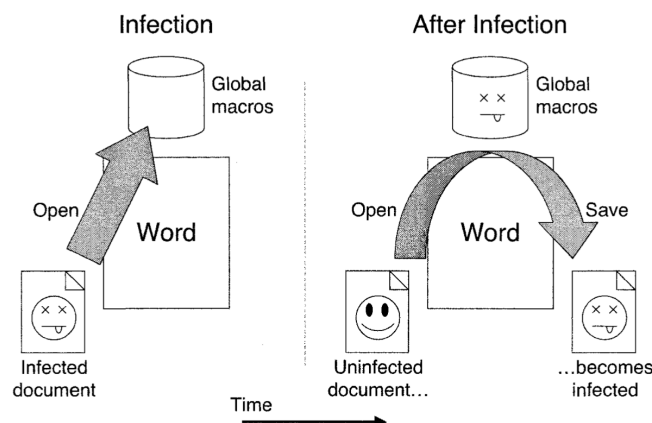 Infection
Global
macros
Open
Word
Infected
document
After Infection
Global
macros
Open
Save
Word
Uninfected
document…
…becomes
infected
Time